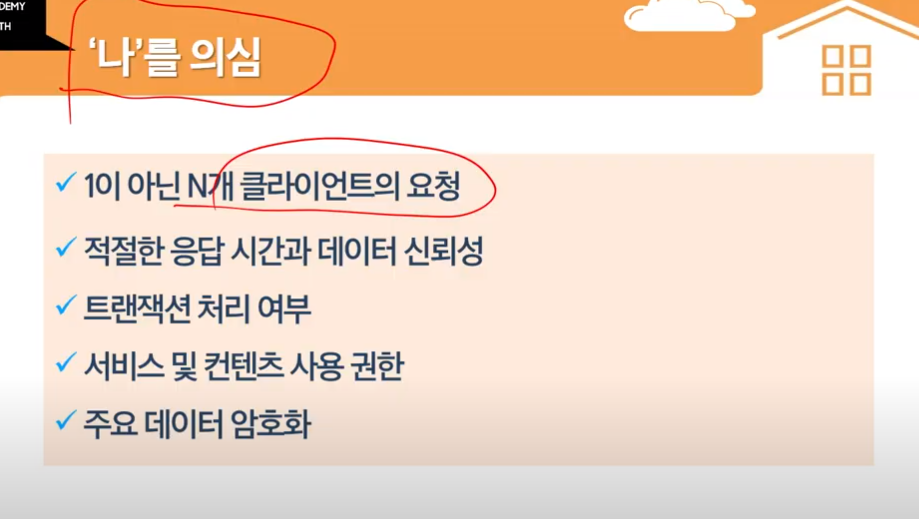 DEMY
TH
'나'를 의심
1이 아닌 N개 클라이언트의 요청
적절한 응답 시간과 데이터 신뢰성
트랜잭션 처리 여부
서비스 및 컨텐츠 사용 권한
주요 데이터 암호화